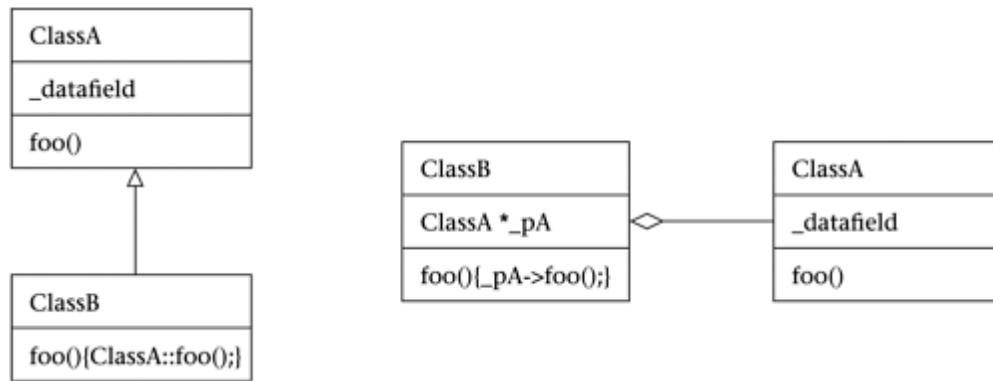 ClassA
_datafield
foo()
ClassB
foo(){ClassA::foo();}
ClassB
ClassA *_pA
foo(){_pA->foo();}
ClassA
_datafield
foo()